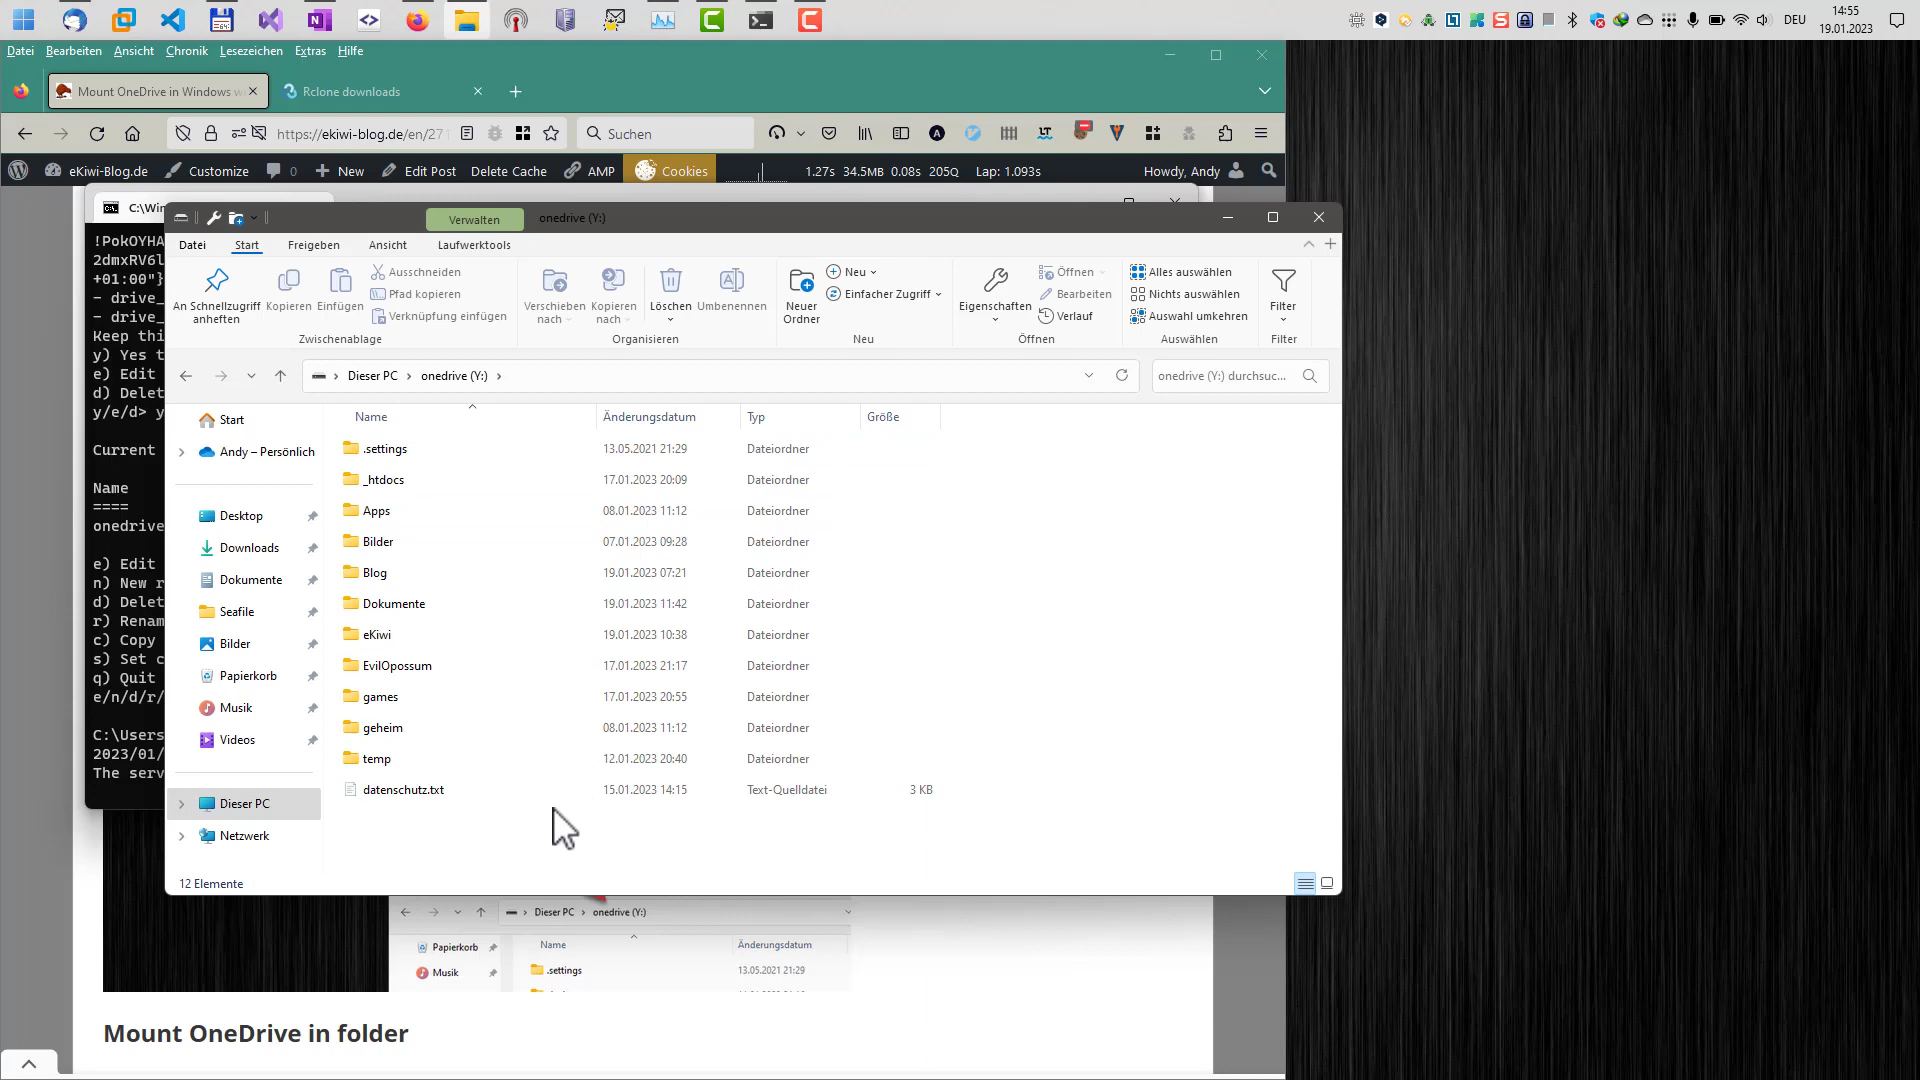 14:55
DEU
19.01.2023
Datei Bearbeiten Ansicht Chronik Lesezeichen Extras Hilfe
Mount OneDrive in Windows
Rclone downloads
https://ekiwi-blog.de/en/27
Suchen
eKiwi-Blog.de Customize 0 New Edit Post Delete Cache AMP Cookies 1.27s 34.5MB 0.08s 205Q Lap: 1.093s Howdy, Andy
Verwalten onedrive (Y:)
Datei Start Freigeben Ansicht Laufwerktools
An Schnellzugriff
anheften
Kopieren
Einfügen
Ausschneiden
Pfad kopieren
Verknüpfung einfügen
Zwischenablage
Verschieben
nach
Kopieren
nach
Löschen
Umbenennen
Organisieren
Neuer
Ordner
Neu
Einfacher Zugriff
Neu
Eigenschaften
Öffnen
Bearbeiten
Verlauf
Öffnen
Alles auswählen
Nichts auswählen
Auswahl umkehren
Auswählen
Filter
Filter
Dieser PC > onedrive (Y:) >
onedrive (Y:) durchsuc...
Start
Andy – Persönlich
Desktop
Downloads
Dokumente
Seafile
Bilder
Papierkorb
Musik
Videos
Dieser PC
Netzwerk
Name Änderungsdatum Typ Größe
.settings 13.05.2021 21:29 Dateiordner
_htdocs 17.01.2023 20:09 Dateiordner
Apps 08.01.2023 11:12 Dateiordner
Bilder 07.01.2023 09:28 Dateiordner
Blog 19.01.2023 07:21 Dateiordner
Dokumente 19.01.2023 11:42 Dateiordner
eKiwi 19.01.2023 10:38 Dateiordner
EvilOpossum 17.01.2023 21:17 Dateiordner
games 17.01.2023 20:55 Dateiordner
geheim 08.01.2023 11:12 Dateiordner
temp 12.01.2023 20:40 Dateiordner
datenschutz.txt 15.01.2023 14:15 Text-Quelldatei 3 KB
12 Elemente
C:\Win
!PokOYHA
2dmxRV6l
+01:00"}
- drive_
- drive_
Keep thi
y) Yes t
e) Edit
d) Delet
y/e/d> y
Current
Name
====
onedrive
e) Edit
n) New r
d) Delet
r) Renam
c) Copy
s) Set c
q) Quit
e/n/d/r/
C:\Users
2023/01/
The serv
Dieser PC > onedrive (Y:)
Papierkorb
Musik
Name Änderungsdatum
.settings 13.05.2021 21:29
Mount OneDrive in folder